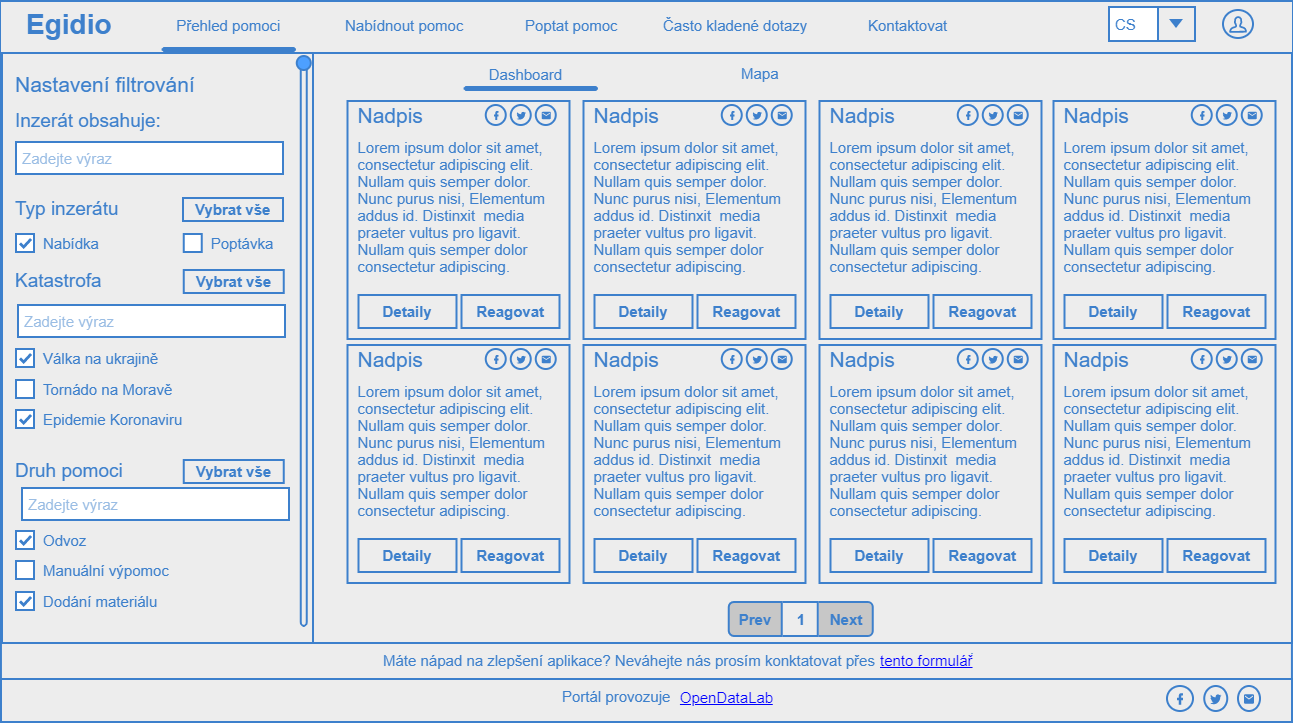 Egidio
Přehled pomoci
Nabídnout pomoc
Poptat pomoc
Často kladené dotazy
Kontaktovat
CS
Nastavení filtrování
Inzerát obsahuje:
Zadejte výraz
Typ inzerátu
Vybrat vše
Nabídka
Poptávka
Katastrofa
Vybrat vše
Zadejte výraz
Válka na ukrajině
Tornádo na Moravě
Epidemie Koronaviru
Druh pomoci
Vybrat vše
Zadejte výraz
Odvoz
Manuální výpomoc
Dodání materiálu
Dashboard
Mapa
Nadpis
Lorem ipsum dolor sit amet,
consectetur adipiscing elit.
Nullam quis semper dolor.
Nunc purus nisi, Elementum
addus id. Distinxit media
praeter vultus pro ligavit.
Nullam quis semper dolor
consectetur adipiscing.
Detaily
Reagovat
Nadpis
Lorem ipsum dolor sit amet,
consectetur adipiscing elit.
Nullam quis semper dolor.
Nunc purus nisi, Elementum
addus id. Distinxit media
praeter vultus pro ligavit.
Nullam quis semper dolor
consectetur adipiscing.
Detaily
Reagovat
Nadpis
Lorem ipsum dolor sit amet,
consectetur adipiscing elit.
Nullam quis semper dolor.
Nunc purus nisi, Elementum
addus id. Distinxit media
praeter vultus pro ligavit.
Nullam quis semper dolor
consectetur adipiscing.
Detaily
Reagovat
Nadpis
Lorem ipsum dolor sit amet,
consectetur adipiscing elit.
Nullam quis semper dolor.
Nunc purus nisi, Elementum
addus id. Distinxit media
praeter vultus pro ligavit.
Nullam quis semper dolor
consectetur adipiscing.
Detaily
Reagovat
Nadpis
Lorem ipsum dolor sit amet,
consectetur adipiscing elit.
Nullam quis semper dolor.
Nunc purus nisi, Elementum
addus id. Distinxit media
praeter vultus pro ligavit.
Nullam quis semper dolor
consectetur adipiscing.
Detaily
Reagovat
Nadpis
Lorem ipsum dolor sit amet,
consectetur adipiscing elit.
Nullam quis semper dolor.
Nunc purus nisi, Elementum
addus id. Distinxit media
praeter vultus pro ligavit.
Nullam quis semper dolor
consectetur adipiscing.
Detaily
Reagovat
Nadpis
Lorem ipsum dolor sit amet,
consectetur adipiscing elit.
Nullam quis semper dolor.
Nunc purus nisi, Elementum
addus id. Distinxit media
praeter vultus pro ligavit.
Nullam quis semper dolor
consectetur adipiscing.
Detaily
Reagovat
Nadpis
Lorem ipsum dolor sit amet,
consectetur adipiscing elit.
Nullam quis semper dolor.
Nunc purus nisi, Elementum
addus id. Distinxit media
praeter vultus pro ligavit.
Nullam quis semper dolor
consectetur adipiscing.
Detaily
Reagovat
Prev
1
Next
Máte nápad na zlepšení aplikace? Neváhejte nás prosím konktatovat přes tento formulář
Portál provozuje OpenDataLab